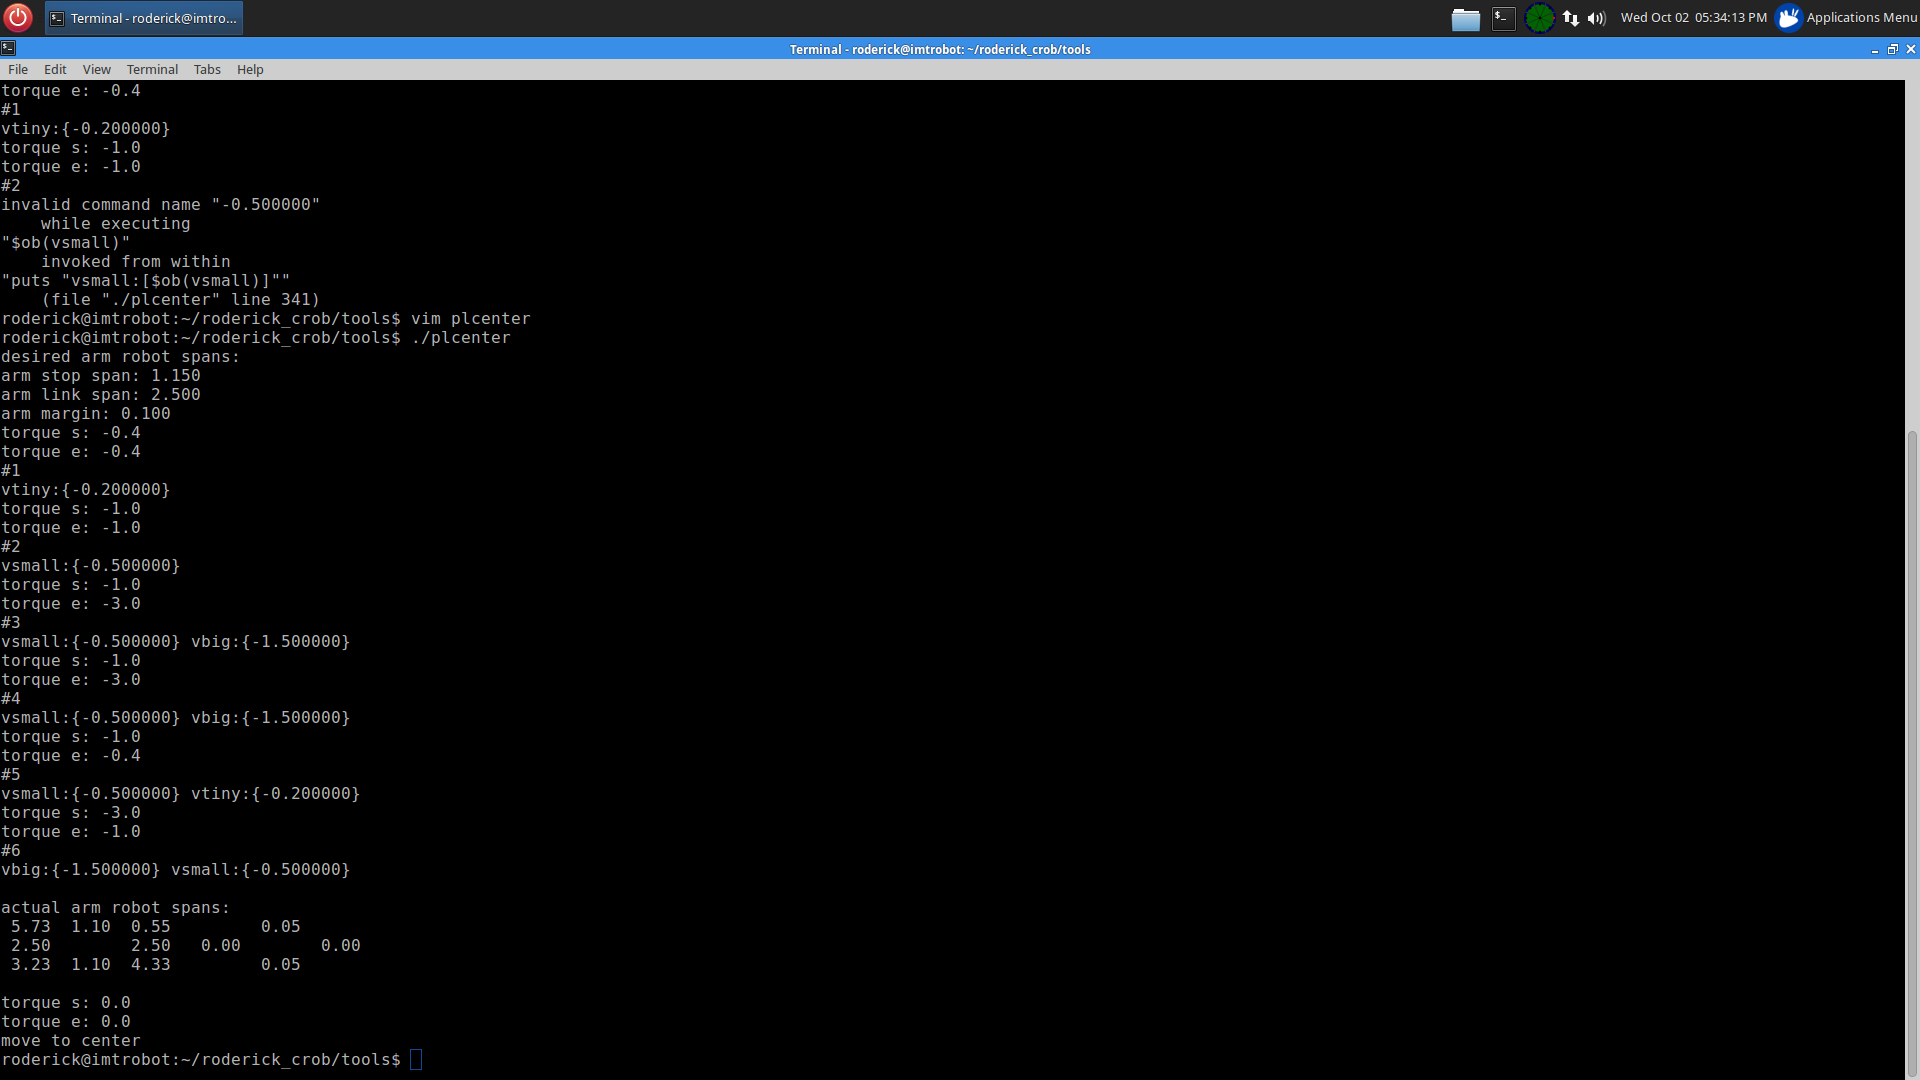 Terminal - roderick@imtro...
Wed Oct 02 05:34:13 PM
Applications Menu
Terminal - roderick@imtrobot: ~/roderick_crob/tools
File Edit View Terminal Tabs Help
torque e: -0.4
#1
vtiny:{-0.200000}
torque s: -1.0
torque e: -1.0
#2
invalid command name "-0.500000"
    while executing
"$ob(vsmall)"
    invoked from within
"puts "vsmall:[$ob(vsmall)]""
    (file "./plcenter" line 341)
roderick@imtrobot:~/roderick_crob/tools$ vim plcenter
roderick@imtrobot:~/roderick_crob/tools$ ./plcenter
desired arm robot spans:
arm stop span: 1.150
arm link span: 2.500
arm margin: 0.100
torque s: -0.4
torque e: -0.4
#1
vtiny:{-0.200000}
torque s: -1.0
torque e: -1.0
#2
vsmall:{-0.500000}
torque s: -1.0
torque e: -3.0
#3
vsmall:{-0.500000} vbig:{-1.500000}
torque s: -1.0
torque e: -3.0
#4
vsmall:{-0.500000} vbig:{-1.500000}
torque s: -1.0
torque e: -0.4
#5
vsmall:{-0.500000} vtiny:{-0.200000}
torque s: -3.0
torque e: -1.0
#6
vbig:{-1.500000} vsmall:{-0.500000}
actual arm robot spans:
 5.73  1.10  0.55         0.05
 2.50        2.50   0.00        0.00
 3.23  1.10  4.33         0.05
torque s: 0.0
torque e: 0.0
move to center
roderick@imtrobot:~/roderick_crob/tools$